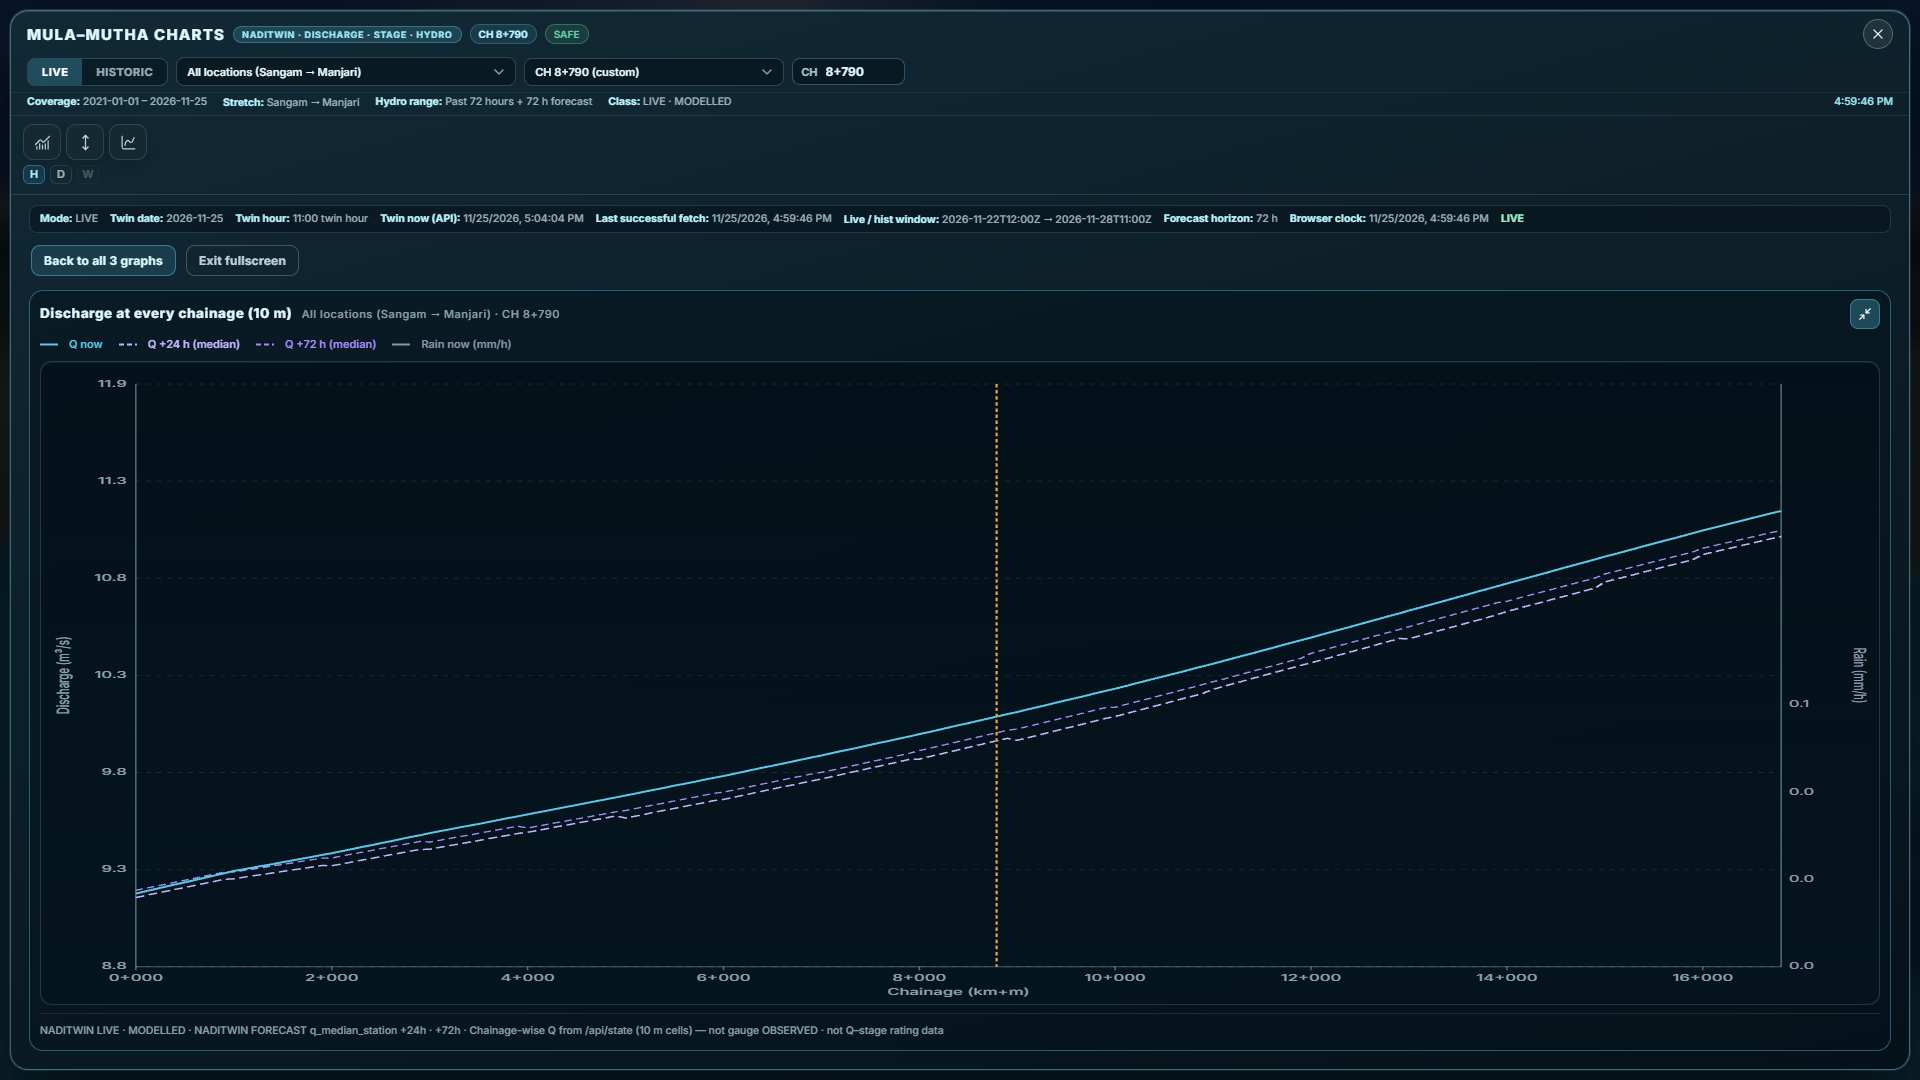 MULA–MUTHA CHARTS NADITWIN · DISCHARGE · STAGE · HYDRO CH 8+790 SAFE
LIVE HISTORIC All locations (Sangam → Manjari) CH 8+790 (custom) CH 8+790
Coverage: 2021-01-01 – 2026-11-25 Stretch: Sangam → Manjari Hydro range: Past 72 hours + 72 h forecast Class: LIVE · MODELLED 4:59:46 PM
H D W
Mode: LIVE Twin date: 2026-11-25 Twin hour: 11:00 twin hour Twin now (API): 11/25/2026, 5:04:04 PM Last successful fetch: 11/25/2026, 4:59:46 PM Live / hist window: 2026-11-22T12:00Z → 2026-11-28T11:00Z Forecast horizon: 72 h Browser clock: 11/25/2026, 4:59:46 PM LIVE
Back to all 3 graphs Exit fullscreen
Discharge at every chainage (10 m) All locations (Sangam → Manjari) · CH 8+790
Q now Q +24 h (median) Q +72 h (median) Rain now (mm/h)
11.9
11.3
10.8
10.3
9.8
9.3
8.8
Discharge (m³/s)
Rain (mm/h)
0.1
0.0
0.0
0.0
0+000 2+000 4+000 6+000 8+000 10+000 12+000 14+000 16+000
Chainage (km+m)
NADITWIN LIVE · MODELLED · NADITWIN FORECAST q_median_station +24h · +72h · Chainage-wise Q from /api/state (10 m cells) — not gauge OBSERVED · not Q–stage rating data